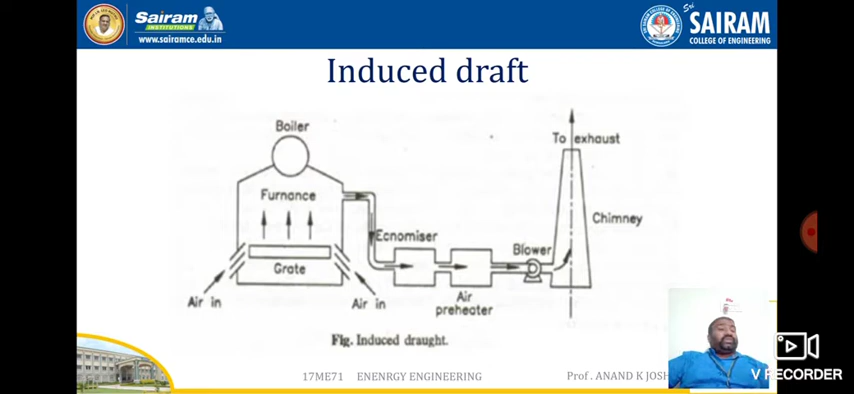 Sairam
INSTITUTIONS
www.sairamce.edu.in
Sri
SAIRAM
COLLEGE OF ENGINEERING
Induced draft
Boiler
To exhaust
Furnance
Chimney
Ecnomiser
Blower
Grate
Air in
Air in
Air
preheater
Fig. Induced draught.
17ME71 ENENRGY ENGINEERING
Prof. ANAND K JOSH
V RECORDER